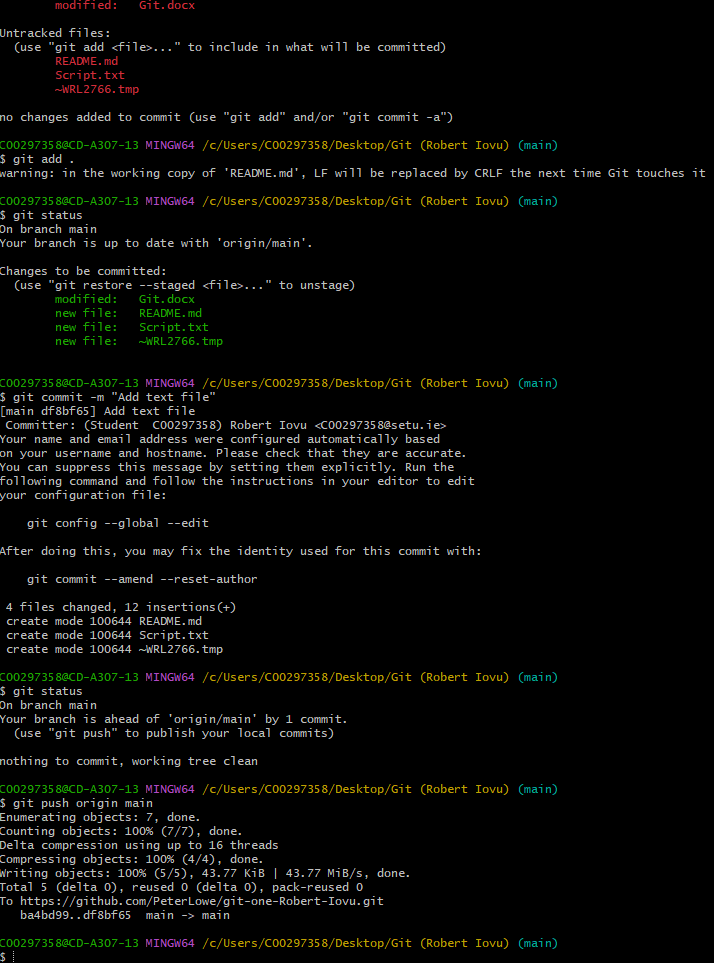 modified:   Git.docx
Untracked files:
(use "git add <file>..." to include in what will be committed)
README.md
Script.txt
~WRL2766.tmp
no changes added to commit (use "git add" and/or "git commit -a")
C00297358@CD-A307-13 MINGW64 /c/Users/C00297358/Desktop/Git (Robert Iovu) (main)
$ git add .
warning: in the working copy of 'README.md', LF will be replaced by CRLF the next time Git touches it
C00297358@CD-A307-13 MINGW64 /c/Users/C00297358/Desktop/Git (Robert Iovu) (main)
$ git status
On branch main
Your branch is up to date with 'origin/main'.
Changes to be committed:
(use "git restore --staged <file>..." to unstage)
modified:   Git.docx
new file:   README.md
new file:   Script.txt
new file:   ~WRL2766.tmp
C00297358@CD-A307-13 MINGW64 /c/Users/C00297358/Desktop/Git (Robert Iovu) (main)
$ git commit -m "Add text file"
[main df8bf65] Add text file
Committer: (Student  C00297358) Robert Iovu <C00297358@setu.ie>
Your name and email address were configured automatically based
on your username and hostname. Please check that they are accurate.
You can suppress this message by setting them explicitly. Run the
following command and follow the instructions in your editor to edit
your configuration file:
git config --global --edit
After doing this, you may fix the identity used for this commit with:
git commit --amend --reset-author
4 files changed, 12 insertions(+)
create mode 100644 README.md
create mode 100644 Script.txt
create mode 100644 ~WRL2766.tmp
C00297358@CD-A307-13 MINGW64 /c/Users/C00297358/Desktop/Git (Robert Iovu) (main)
$ git status
On branch main
Your branch is ahead of 'origin/main' by 1 commit.
(use "git push" to publish your local commits)
nothing to commit, working tree clean
C00297358@CD-A307-13 MINGW64 /c/Users/C00297358/Desktop/Git (Robert Iovu) (main)
$ git push origin main
Enumerating objects: 7, done.
Counting objects: 100% (7/7), done.
Delta compression using up to 16 threads
Compressing objects: 100% (4/4), done.
Writing objects: 100% (5/5), 43.77 KiB | 43.77 MiB/s, done.
Total 5 (delta 0), reused 0 (delta 0), pack-reused 0
To https://github.com/PeterLowe/git-one-Robert-Iovu.git
ba4bd99..df8bf65  main -> main
C00297358@CD-A307-13 MINGW64 /c/Users/C00297358/Desktop/Git (Robert Iovu) (main)
$